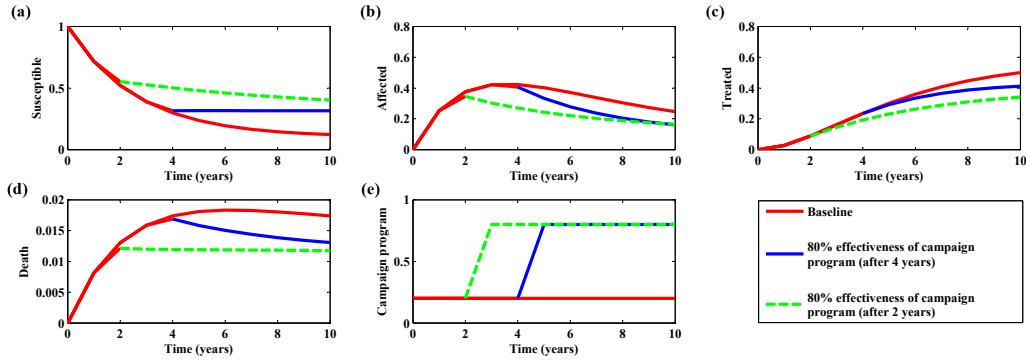 (a)
1
0.5
0
Susceptible
0 2 4 6 8 10
Time (years)
(b)
0.8
0.6
0.4
0.2
0
Affected
0 2 4 6 8 10
Time (years)
(c)
0.8
0.6
0.4
0.2
0
Treated
0 2 4 6 8 10
Time (years)
(d)
0.02
0.015
0.01
0.005
0
Death
0 2 4 6 8 10
Time (years)
(e)
1
0.5
0
Campaign program
0 2 4 6 8 10
Time (years)
Baseline
80% effectiveness of campaign
program (after 4 years)
80% effectiveness of campaign
program (after 2 years)